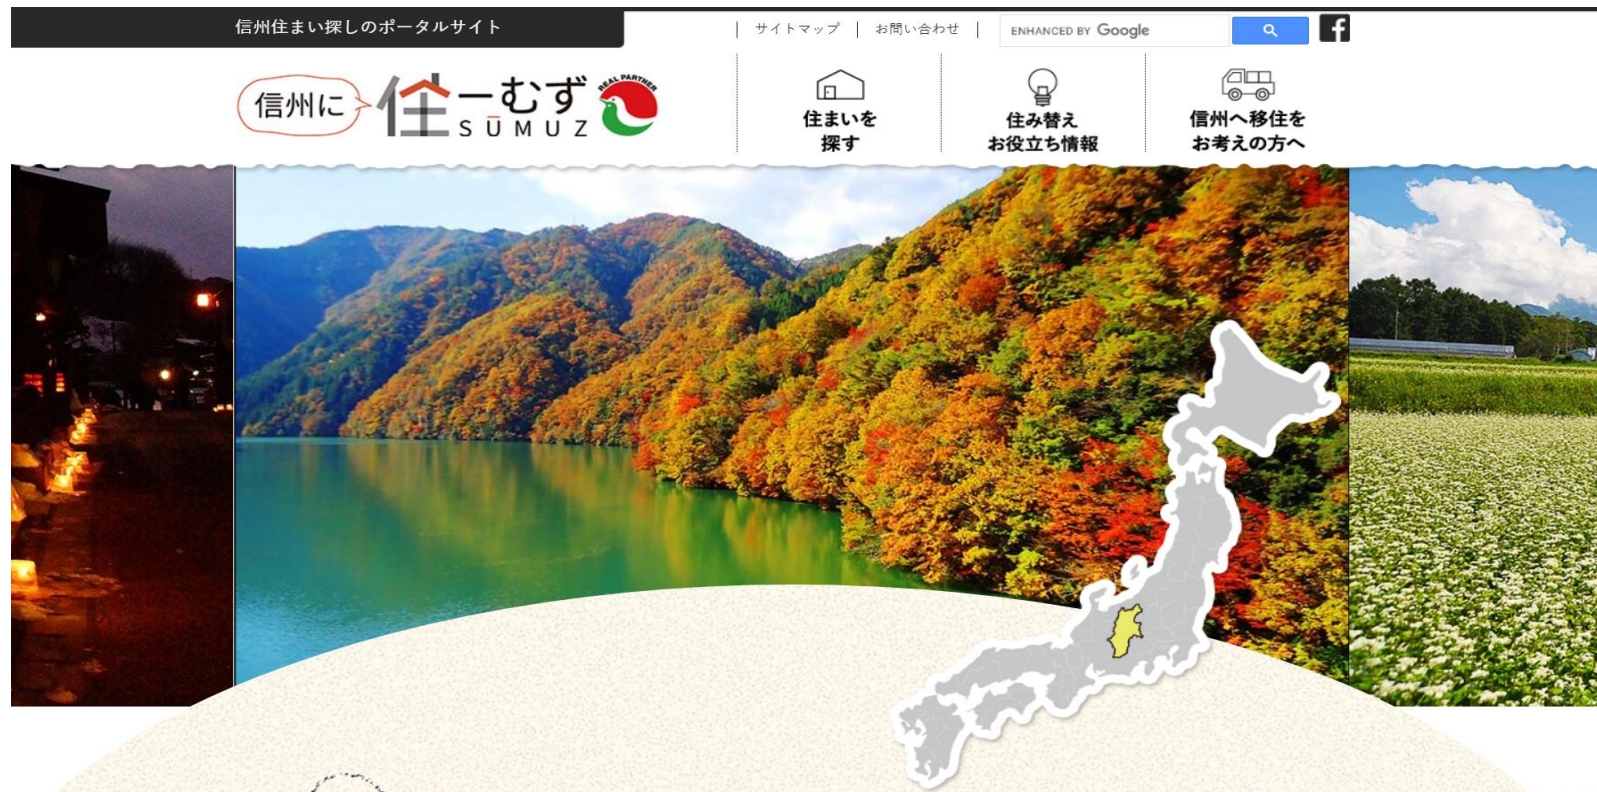 信州住まい探しのポータルサイト
サイトマップ
お問い合わせ
ENHANCED BY Google
信州に
住ーむず
SŪMUZ
REAL PARTNER
住まいを
探す
住み替え
お役立ち情報
信州へ移住を
お考えの方へ